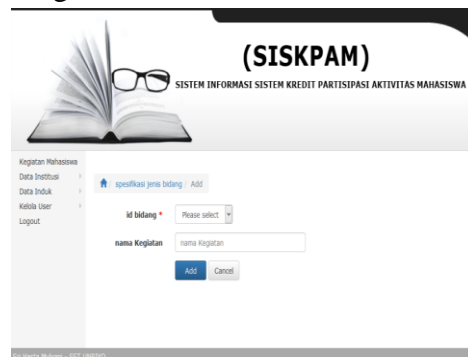 (SISKPAM)
SISTEM INFORMASI SISTEM KREDIT PARTISIPASI AKTIVITAS MAHASISWA
Kegiatan Mahasiswa
Data Institusi
Data Induk
Kelola User
Logout
spesifikasi jenis bidang / Add
id bidang * Please select
nama Kegiatan nama Kegiatan
Add Cancel